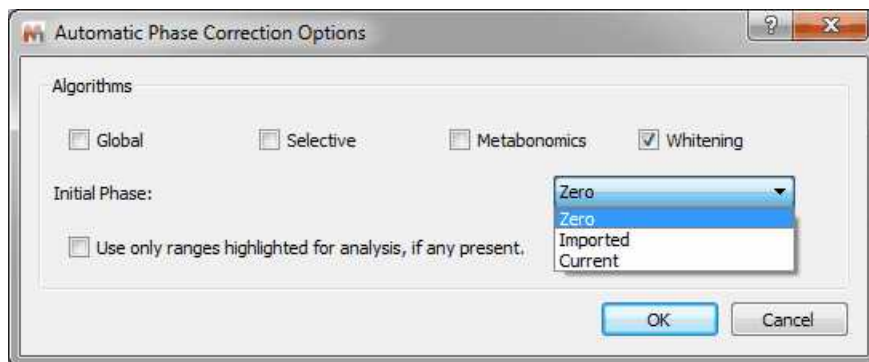 Automatic Phase Correction Options
Algorithms
Global Selective Metabonomics Whitening
Initial Phase: Zero
Zero
Imported
Current
Use only ranges highlighted for analysis, if any present.
OK Cancel